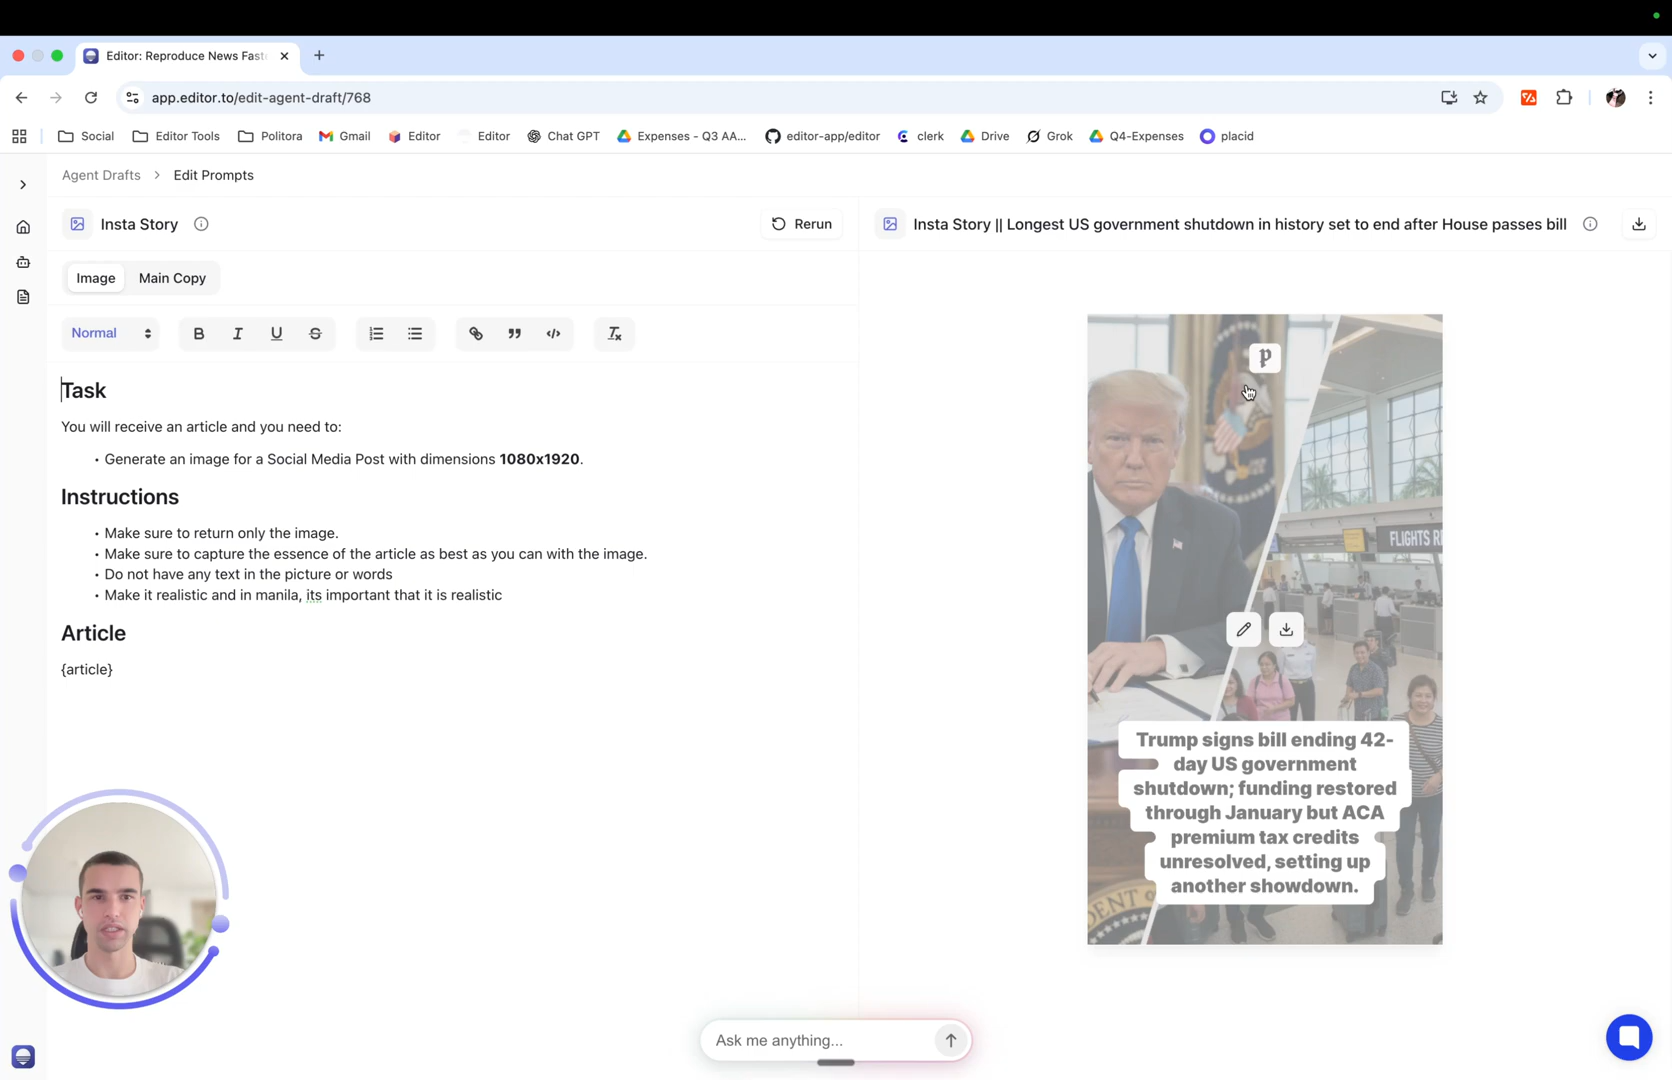 Editor: Reproduce News Fast
app.editor.to/edit-agent-draft/768
Social
Editor Tools
Politora
Gmail
Editor
Editor
Chat GPT
Expenses - Q3 AA...
editor-app/editor
clerk
Drive
Grok
Q4-Expenses
placid
Agent Drafts > Edit Prompts
Insta Story
Rerun
Insta Story || Longest US government shutdown in history set to end after House passes bill
Image
Main Copy
Normal
B I U S
Task
You will receive an article and you need to:
• Generate an image for a Social Media Post with dimensions 1080x1920.
Instructions
• Make sure to return only the image.
• Make sure to capture the essence of the article as best as you can with the image.
• Do not have any text in the picture or words
• Make it realistic and in manila, its important that it is realistic
Article
{article}
p
FLIGHTS R
Trump signs bill ending 42-
day US government
shutdown; funding restored
through January but ACA
premium tax credits
unresolved, setting up
another showdown.
Ask me anything...